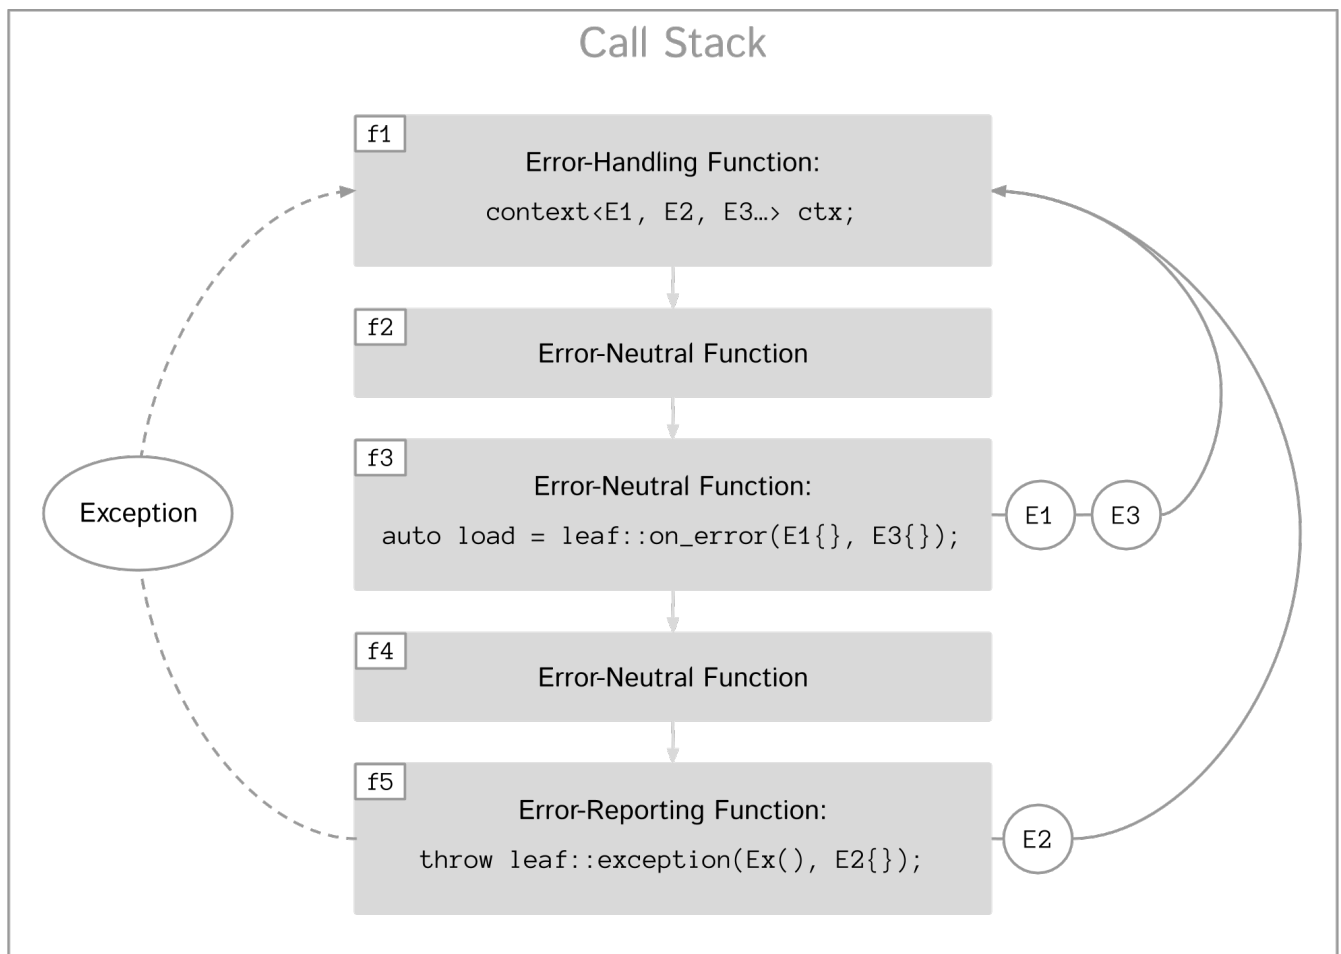 Call Stack
f1
Error-Handling Function:
context<E1, E2, E3…> ctx;
f2
Error-Neutral Function
f3
Error-Neutral Function:
auto load = leaf::on_error(E1{}, E3{});
E1
E3
Exception
f4
Error-Neutral Function
f5
Error-Reporting Function:
throw leaf::exception(Ex(), E2{});
E2